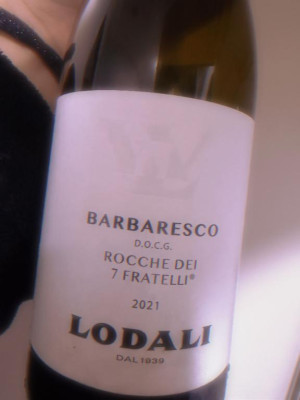 BARBARESCO
D.O.C.G.
ROCCHE DEI
7 FRATELLI®
2021
LODALI
DAL 1939